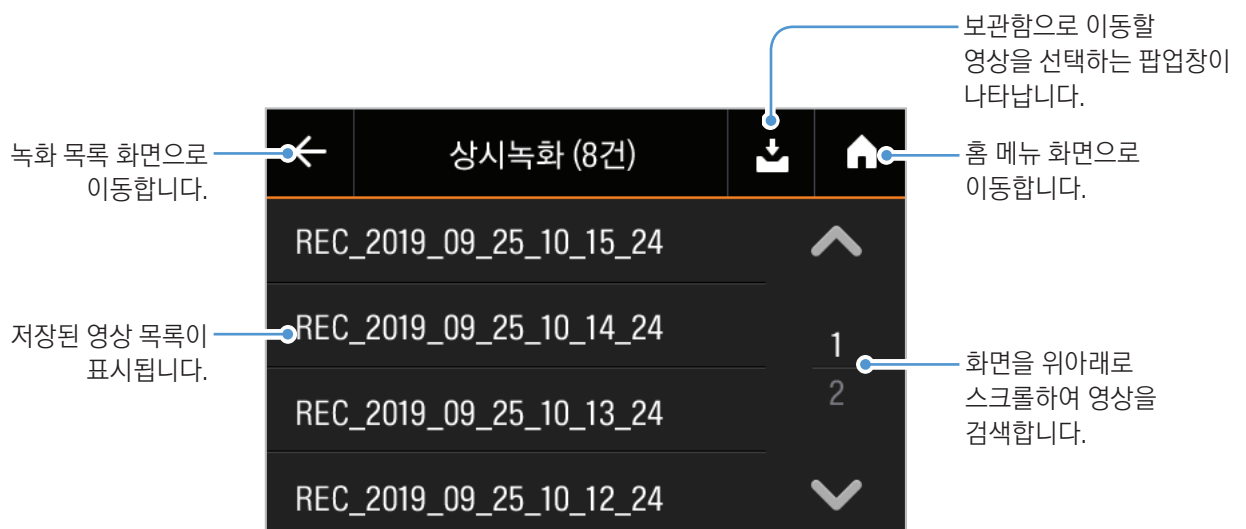 보관함으로 이동할
영상을 선택하는 팝업창이
나타납니다.
녹화 목록 화면으로
이동합니다.
상시녹화 (8건)
홈 메뉴 화면으로
이동합니다.
REC_2019_09_25_10_15_24
저장된 영상 목록이
표시됩니다.
REC_2019_09_25_10_14_24
1
2
화면을 위아래로
스크롤하여 영상을
검색합니다.
REC_2019_09_25_10_13_24
REC_2019_09_25_10_12_24